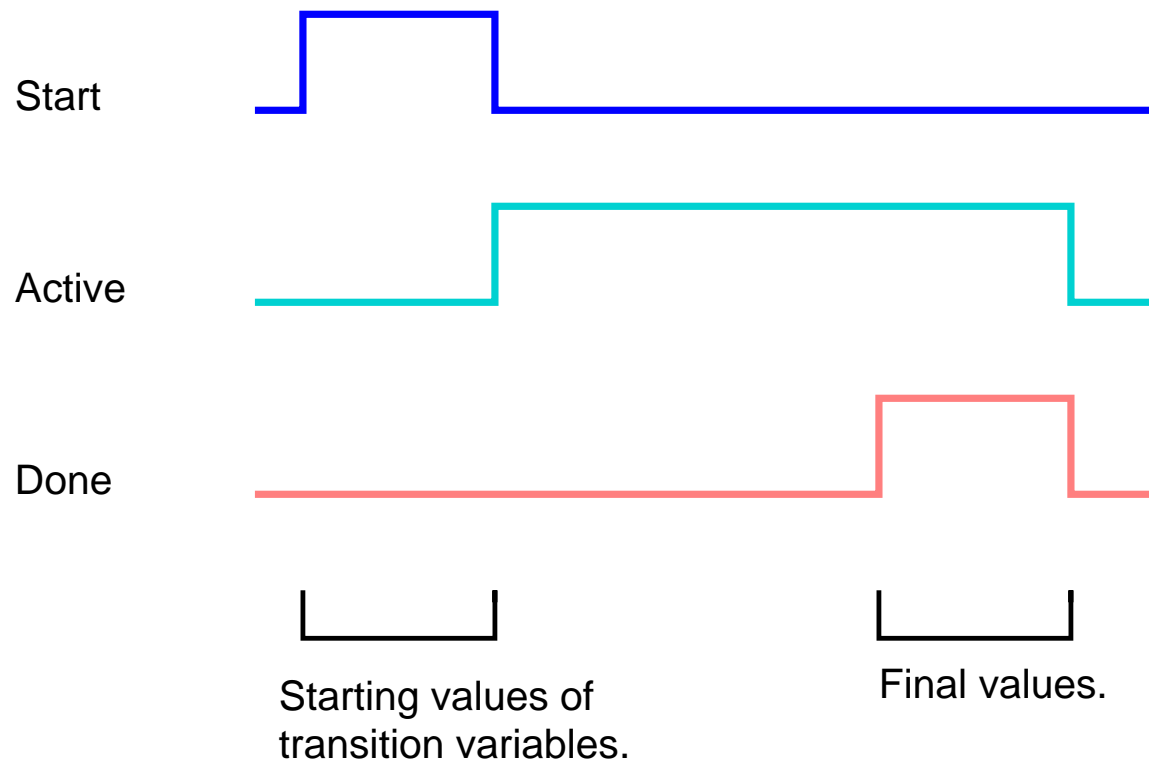 Start
Active
Done
Starting values of
transition variables.
Final values.